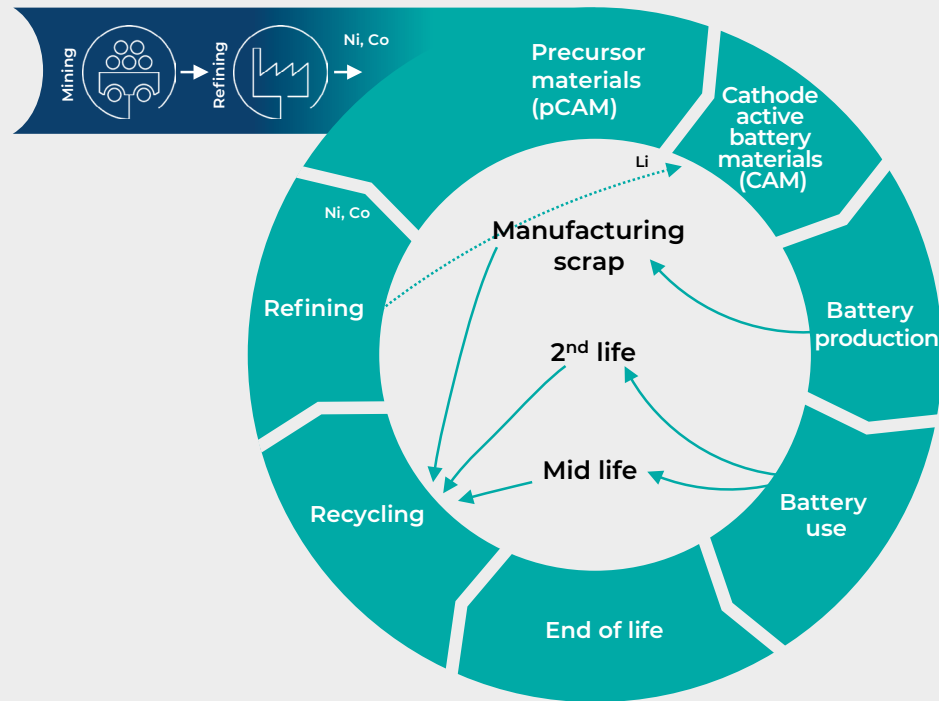 Mining
Refining
Ni, Co
Precursor
materials
(pCAM)
Cathode
active
battery
materials
(CAM)
Li
Ni, Co
Manufacturing
scrap
Refining
Battery
production
2nd life
Mid life
Battery
use
Recycling
End of life